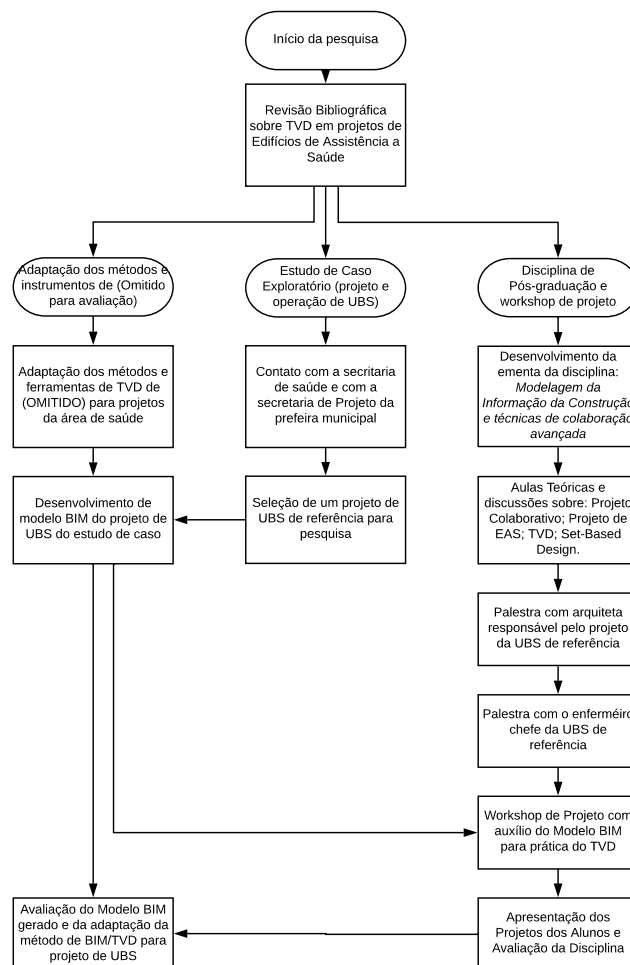 Início da pesquisa
Revisão Bibliográfica
sobre TVD em projetos de
Edifícios de Assistência a
Saúde
Adaptação dos métodos e
instrumentos de (Omitido
para avaliação)
Estudo de Caso
Exploratório (projeto e
operação de UBS)
Disciplina de
Pós-graduação e
workshop de projeto
Adaptação dos métodos e
ferramentas de TVD de
(OMITIDO) para projetos
da área de saúde
Contato com a secretaria
de saúde e com a
secretaria de Projeto da
prefeira municipal
Desenvolvimento da
ementa da disciplina:
Modelagem da
Informação da Construção
e técnicas de colaboração
avançada
Desenvolvimento de
modelo BIM do projeto de
UBS do estudo de caso
Seleção de um projeto de
UBS de referência para
pesquisa
Aulas Teóricas e
discussões sobre: Projeto
Colaborativo; Projeto de
EAS; TVD; Set-Based
Design.
Palestra com arquiteta
responsável pelo projeto
da UBS de referência
Palestra com o enferméiro
chefe da UBS de
referência
Workshop de Projeto com
auxílio do Modelo BIM
para prática do TVD
Avaliação do Modelo BIM
gerado e da adaptação da
método de BIM/TVD para
projeto de UBS
Apresentação dos
Projetos dos Alunos e
Avaliação da Disciplina